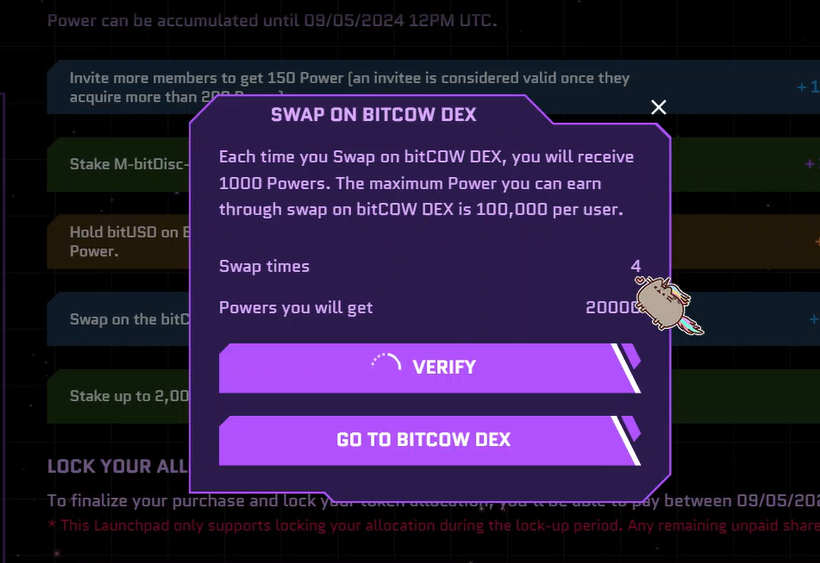 Power can be accumulated until 09/05/2024 12PM UTC.
Invite more members to get 150 Power (an invitee is considered valid once they
acquire more than
SWAP ON BITCOW DEX
Each time you Swap on bitCOW DEX, you will receive
1000 Powers. The maximum Power you can earn
through swap on bitCOW DEX is 100,000 per user.
Stake M-bitDisc-
Hold bitUSD on
Power.
Swap times 4
Powers you will get 20000
Swap on the bitC
VERIFY
Stake up to 2,00
GO TO BITCOW DEX
LOCK YOUR ALL
To finalize your purchase and lock your token allocation, you'll be able to pay between 09/05/202
* This Launchpad only supports locking your allocation during the lock-up period. Any remaining unpaid share